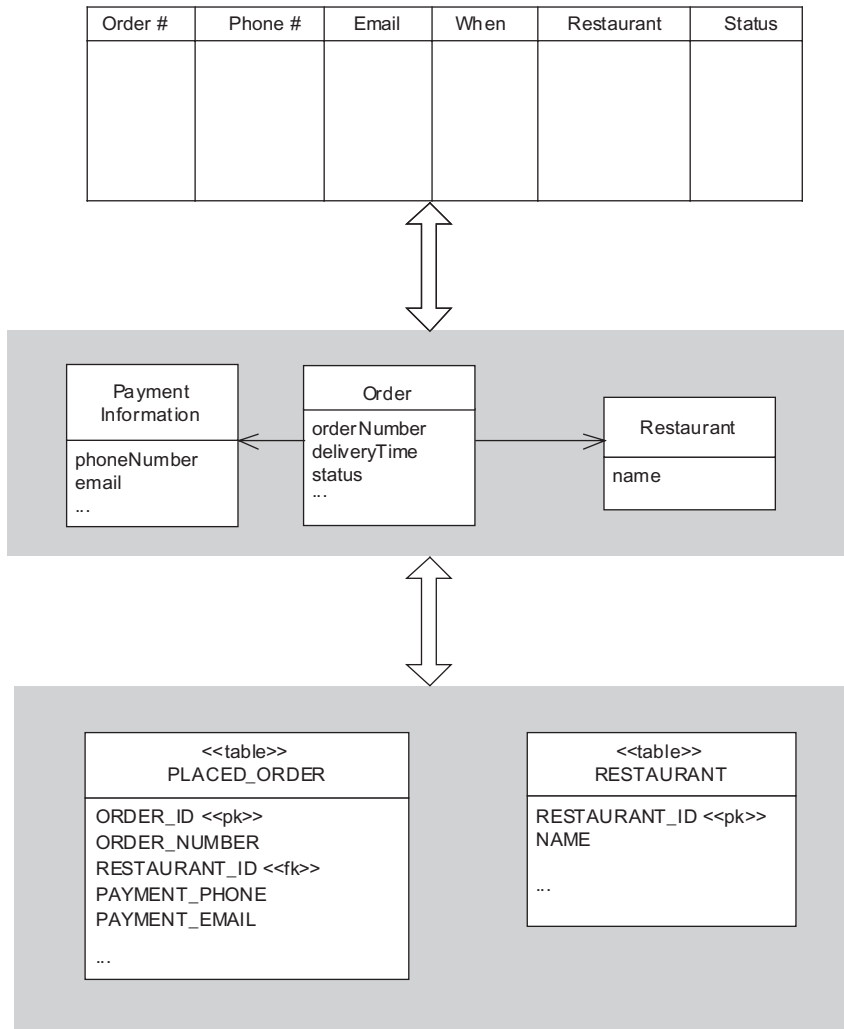 Order # Phone # Email When Restaurant Status
Payment
Information
phoneNumber
email
...
Order
orderNumber
deliveryTime
status
...
Restaurant
name
<<table>>
PLACED_ORDER
ORDER_ID <<pk>>
ORDER_NUMBER
RESTAURANT_ID <<fk>>
PAYMENT_PHONE
PAYMENT_EMAIL
...
<<table>>
RESTAURANT
RESTAURANT_ID <<pk>>
NAME
...